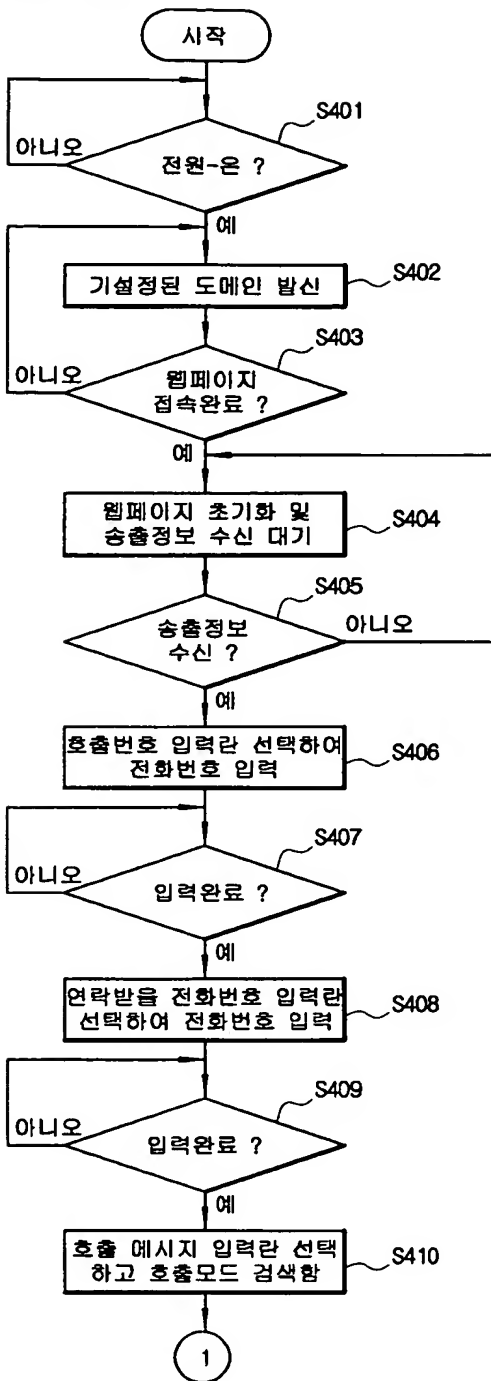 시작
S401
아니오
전원-온 ?
예
기설정된 도메인 발신
S402
S403
아니오
웹페이지
접속완료 ?
예
웹페이지 초기화 및
송출정보 수신 대기
S404
S405
송출정보
수신 ?
아니오
예
호출번호 입력란 선택하여
전화번호 입력
S406
S407
아니오
입력완료 ?
예
연락받을 전화번호 입력란
선택하여 전화번호 입력
S408
S409
아니오
입력완료 ?
예
호출 메시지 입력란 선택
하고 호출모드 검색함
S410
1